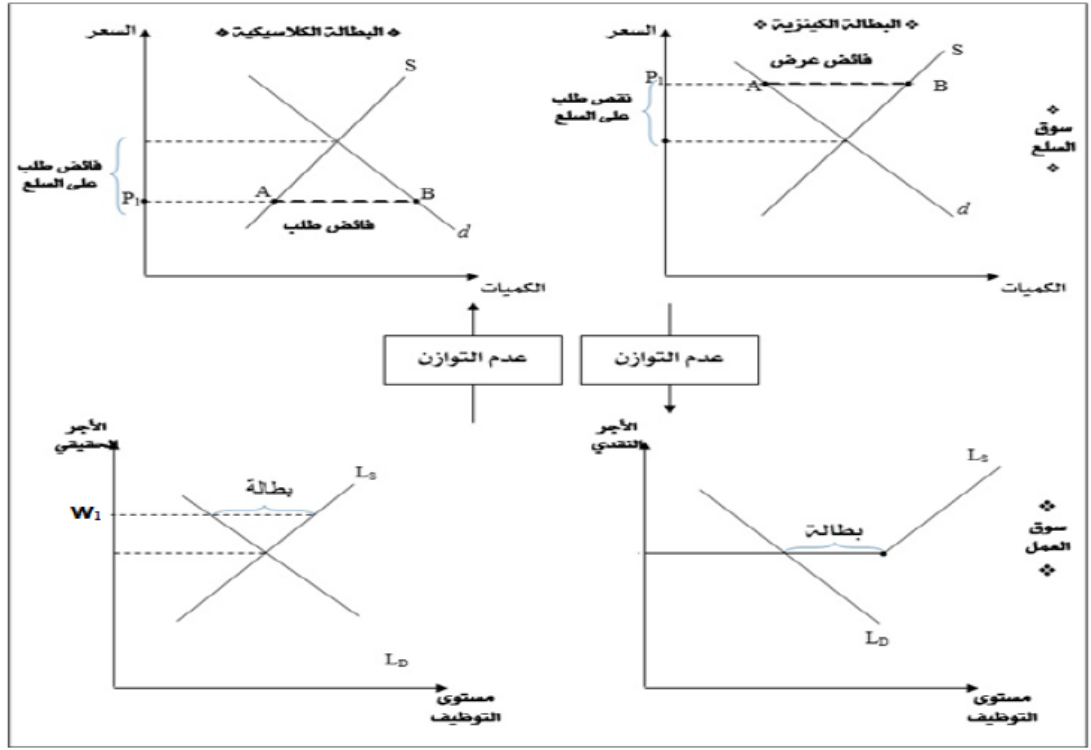 ❖ البطالة الكينزية ❖
السعر
S
فائض عرض
P1
A
B
نقص طلب
على السلع
d
الكميات
❖
سوق
السلع
❖
❖ البطالة الكلاسيكية ❖
السعر
S
فائض طلب
على السلع
P1
A
B
فائض طلب
d
الكميات
عدم التوازن
عدم التوازن
الأجر
النقدي
LS
بطالة
LD
مستوى
التوظيف
❖
سوق
العمل
❖
الأجر
الحقيقي
LS
بطالة
W1
LD
مستوى
التوظيف